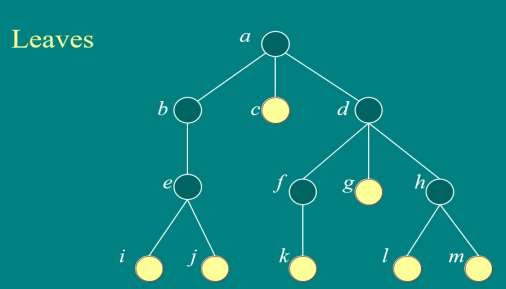 Leaves
a
b c d
e f g h
i j k l m